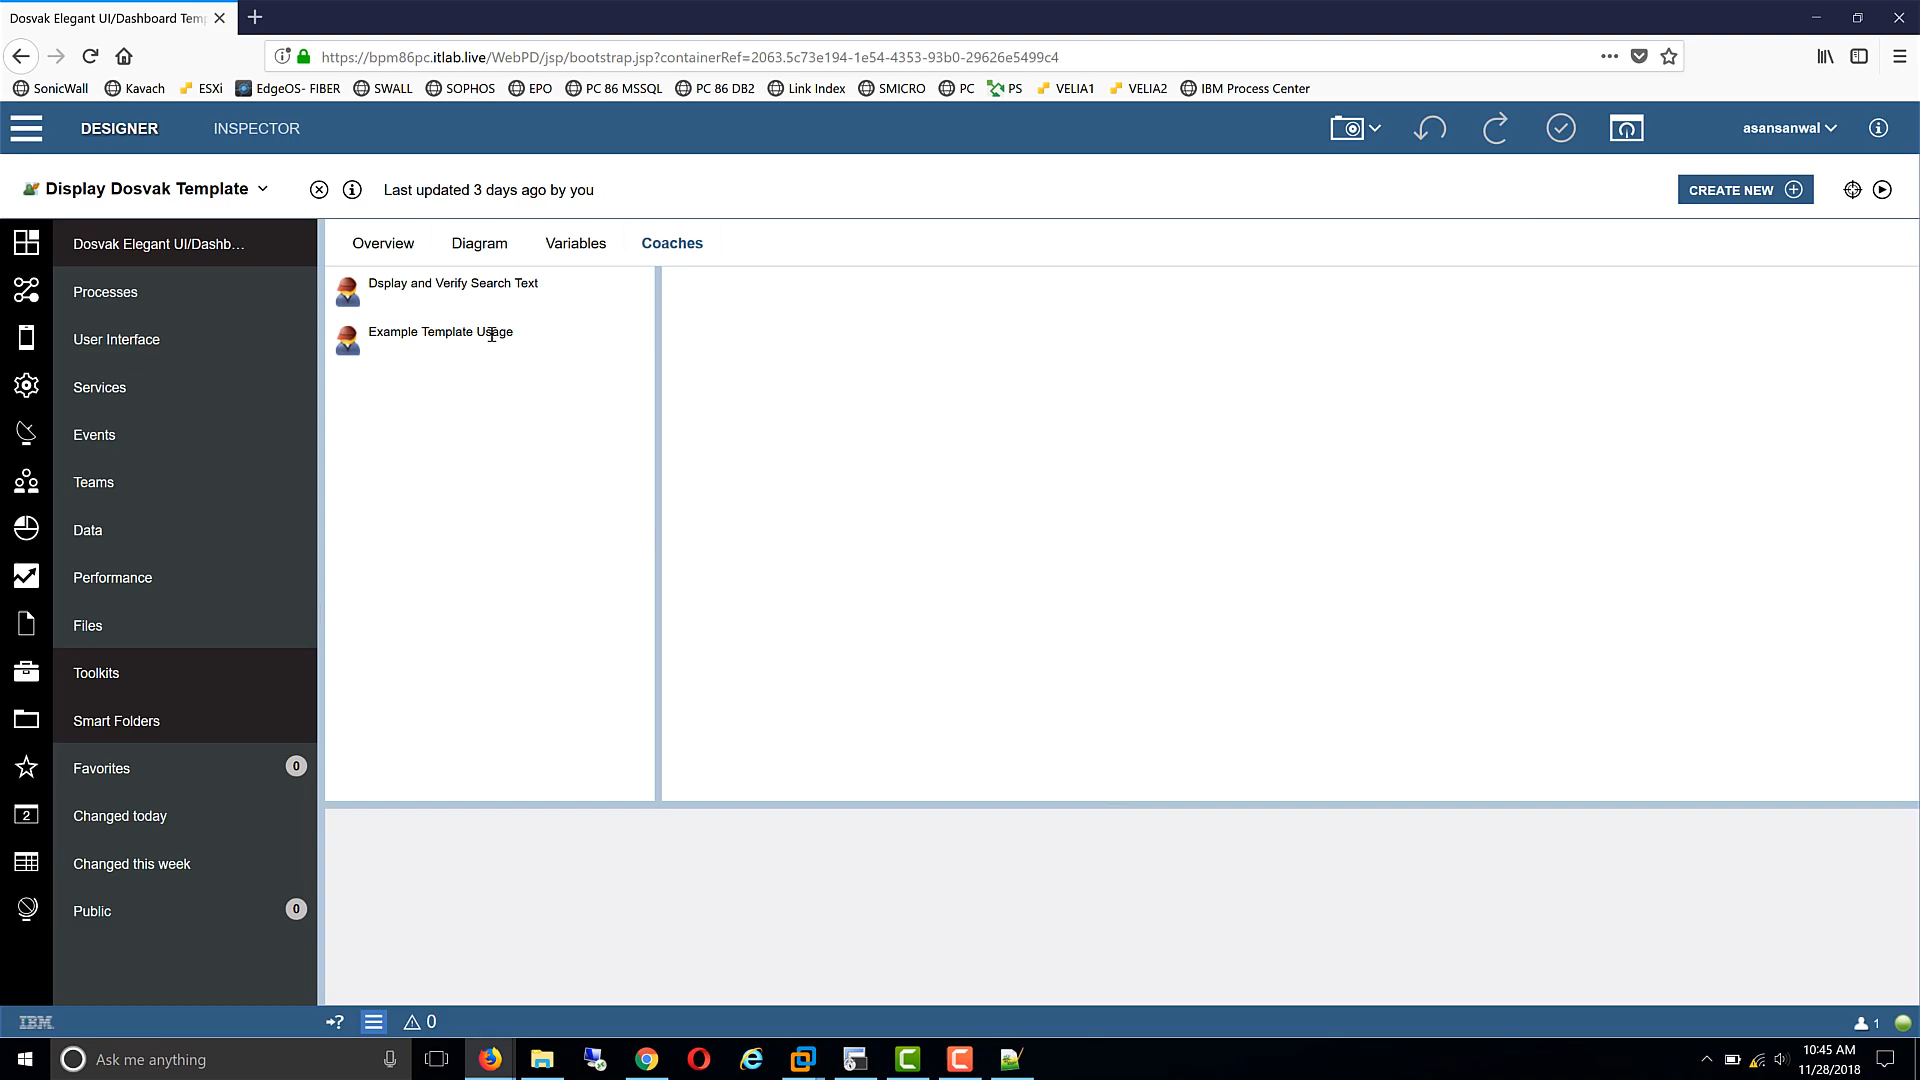 Dosvak Elegant UI/Dashboard Temp
https://bpm86pc.itlab.live/WebPD/jsp/bootstrap.jsp?containerRef=2063.5c73e194-1e54-4353-93b0-29626e5499c4
SonicWall Kavach ESXi EdgeOS- FIBER SWALL SOPHOS EPO PC 86 MSSQL PC 86 DB2 Link Index SMICRO PC PS VELIA1 VELIA2 IBM Process Center
DESIGNER INSPECTOR asansanwal
Display Dosvak Template Last updated 3 days ago by you CREATE NEW
Dosvak Elegant UI/Dashb...
Overview Diagram Variables Coaches
Dsplay and Verify Search Text
Example Template Usage
Processes
User Interface
Services
Events
Teams
Data
Performance
Files
Toolkits
Smart Folders
Favorites 0
2 Changed today
Changed this week
Public 0
IBM ? 0 1
Ask me anything
10:45 AM
11/28/2018